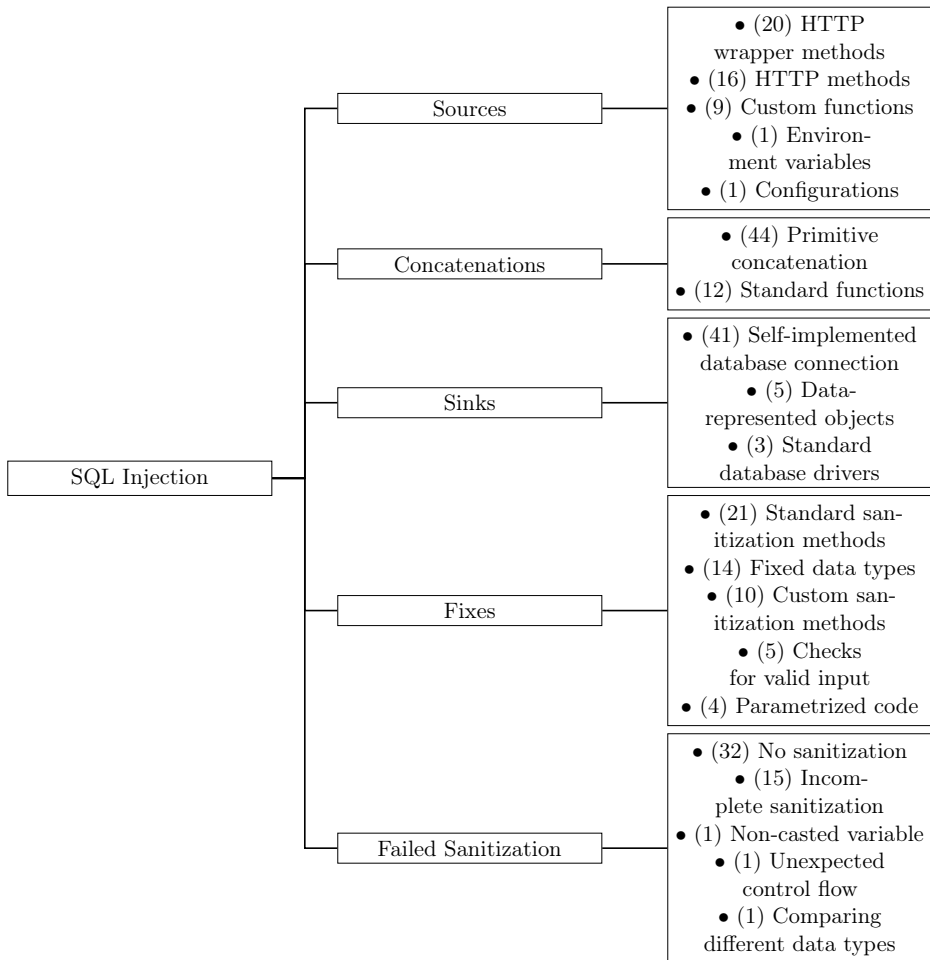 SQL Injection
Sources
• (20) HTTP
wrapper methods
• (16) HTTP methods
• (9) Custom functions
• (1) Environ-
ment variables
• (1) Configurations
Concatenations
• (44) Primitive
concatenation
• (12) Standard functions
Sinks
• (41) Self-implemented
database connection
• (5) Data-
represented objects
• (3) Standard
database drivers
Fixes
• (21) Standard san-
itization methods
• (14) Fixed data types
• (10) Custom san-
itization methods
• (5) Checks
for valid input
• (4) Parametrized code
Failed Sanitization
• (32) No sanitization
• (15) Incom-
plete sanitization
• (1) Non-casted variable
• (1) Unexpected
control flow
• (1) Comparing
different data types